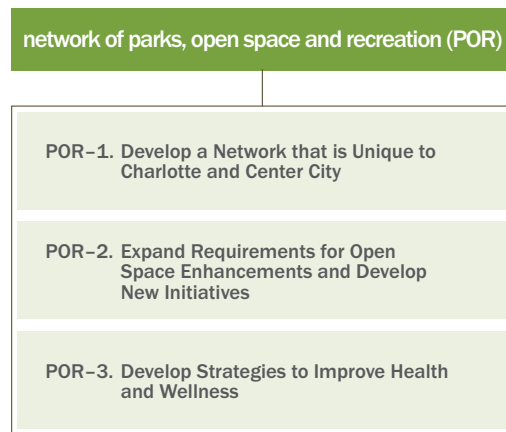 network of parks, open space and recreation (POR)
POR–1. Develop a Network that is Unique to
Charlotte and Center City
POR–2. Expand Requirements for Open
Space Enhancements and Develop
New Initiatives
POR–3. Develop Strategies to Improve Health
and Wellness